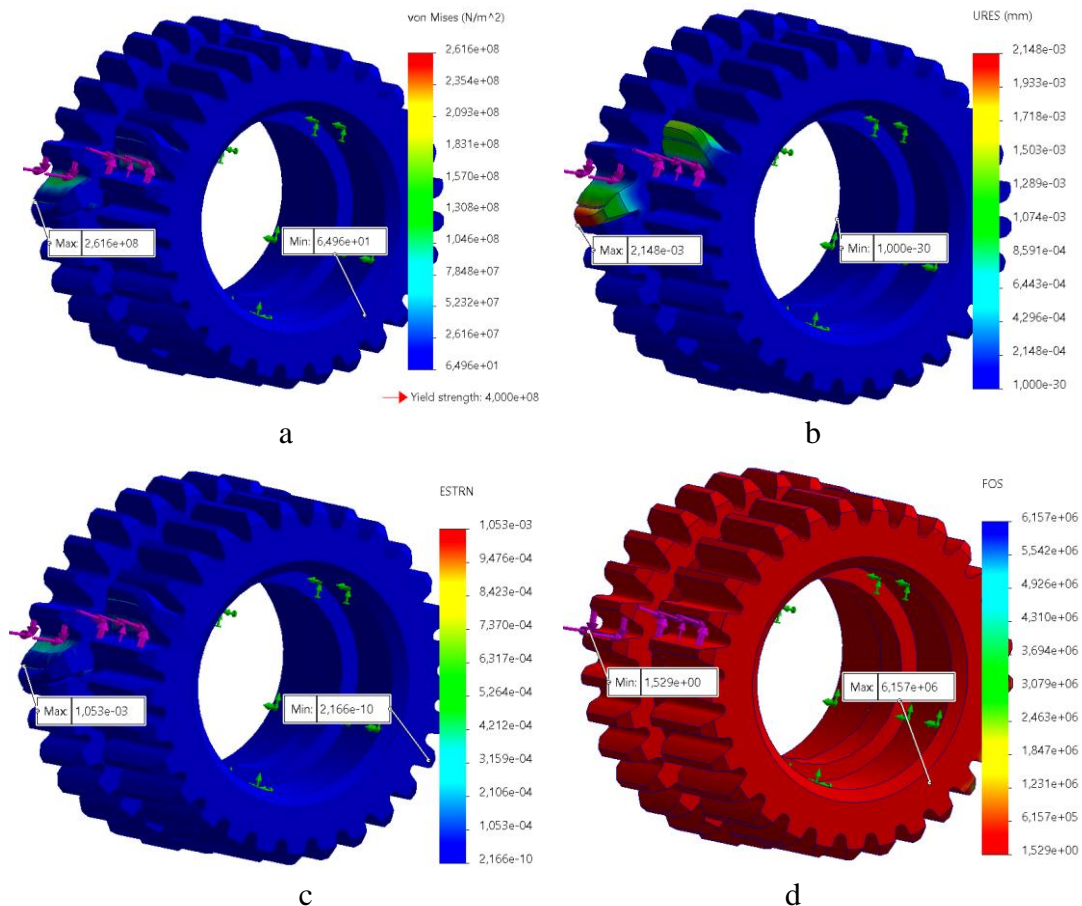 von Mises (N/m^2)
2,616e+08
2,354e+08
2,093e+08
1,831e+08
1,570e+08
1,308e+08
1,046e+08
7,848e+07
5,232e+07
2,616e+07
6,496e+01
Yield strength: 4,000e+08
Max: 2,616e+08
Min: 6,496e+01
a
URES (mm)
2,148e-03
1,933e-03
1,718e-03
1,503e-03
1,289e-03
1,074e-03
8,591e-04
6,443e-04
4,296e-04
2,148e-04
1,000e-30
Max: 2,148e-03
Min: 1,000e-30
b
ESTRN
1,053e-03
9,476e-04
8,423e-04
7,370e-04
6,317e-04
5,264e-04
4,212e-04
3,159e-04
2,106e-04
1,053e-04
2,166e-10
Max: 1,053e-03
Min: 2,166e-10
c
FOS
6,157e+06
5,542e+06
4,926e+06
4,310e+06
3,694e+06
3,079e+06
2,463e+06
1,847e+06
1,231e+06
6,157e+05
1,529e+00
Min: 1,529e+00
Max: 6,157e+06
d